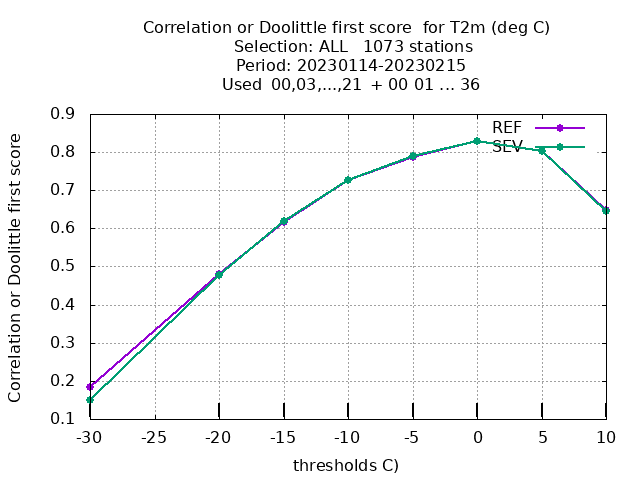 Correlation or Doolittle first score  for T2m (deg C)
Selection: ALL   1073 stations
Period: 20230114-20230215
Used  00,03,...,21  + 00 01 ... 36
Correlation or Doolittle first score
0.9
0.8
0.7
0.6
0.5
0.4
0.3
0.2
0.1
REF
SEV
-30 -25 -20 -15 -10 -5 0 5 10
thresholds C)